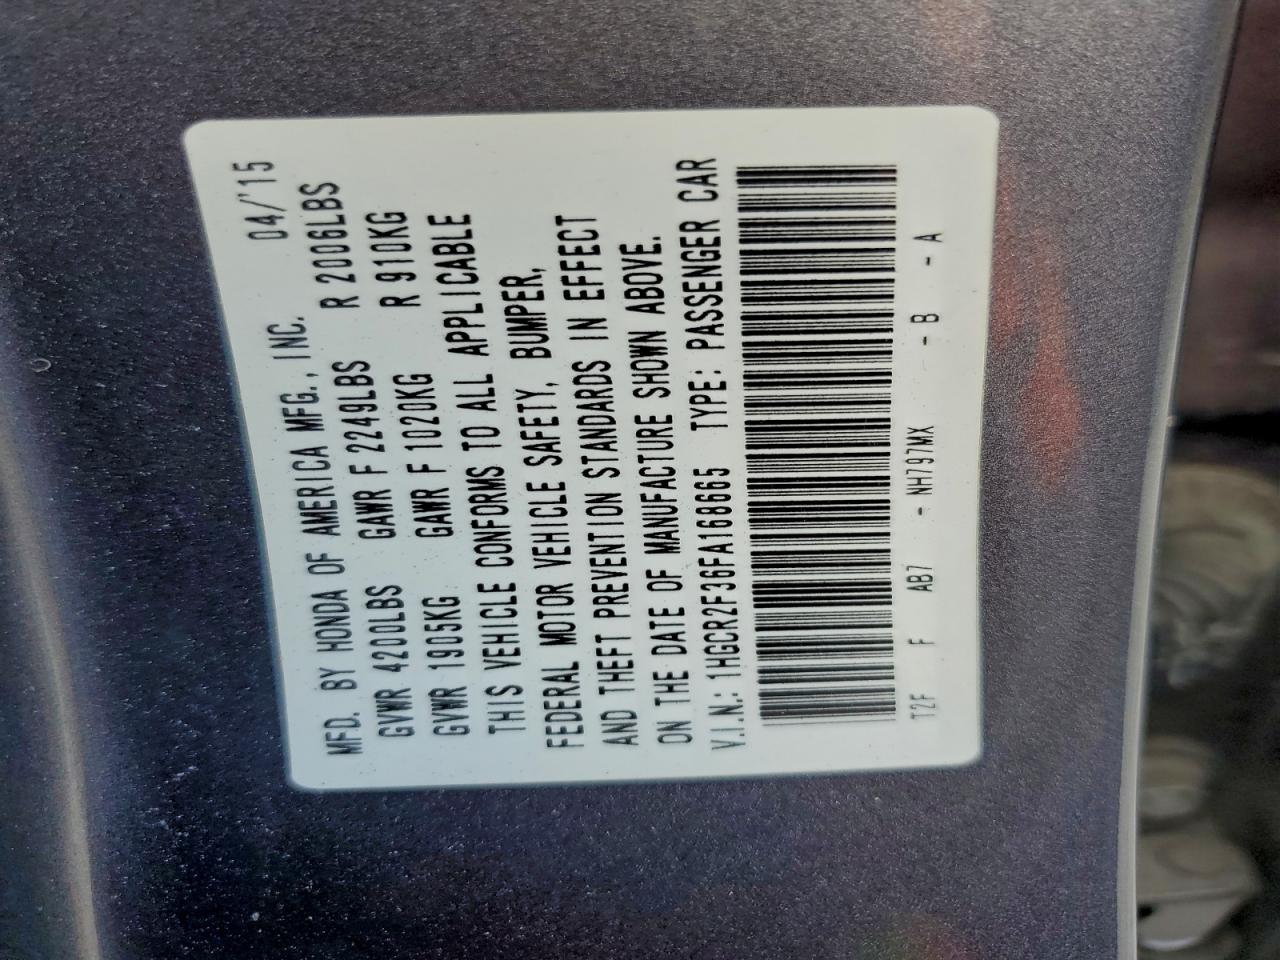 MFD. BY HONDA OF AMERICA MFG., INC. 04/'15
GVWR 4200LBS GAWR F 2249LBS R 2006LBS
GVWR 1905KG GAWR F 1020KG R 910KG
THIS VEHICLE CONFORMS TO ALL APPLICABLE
FEDERAL MOTOR VEHICLE SAFETY, BUMPER,
AND THEFT PREVENTION STANDARDS IN EFFECT
ON THE DATE OF MANUFACTURE SHOWN ABOVE.
V.I.N.: 1HGCR2F36FA168665 TYPE: PASSENGER CAR
T2F F AB7 - NH797MX - B - A